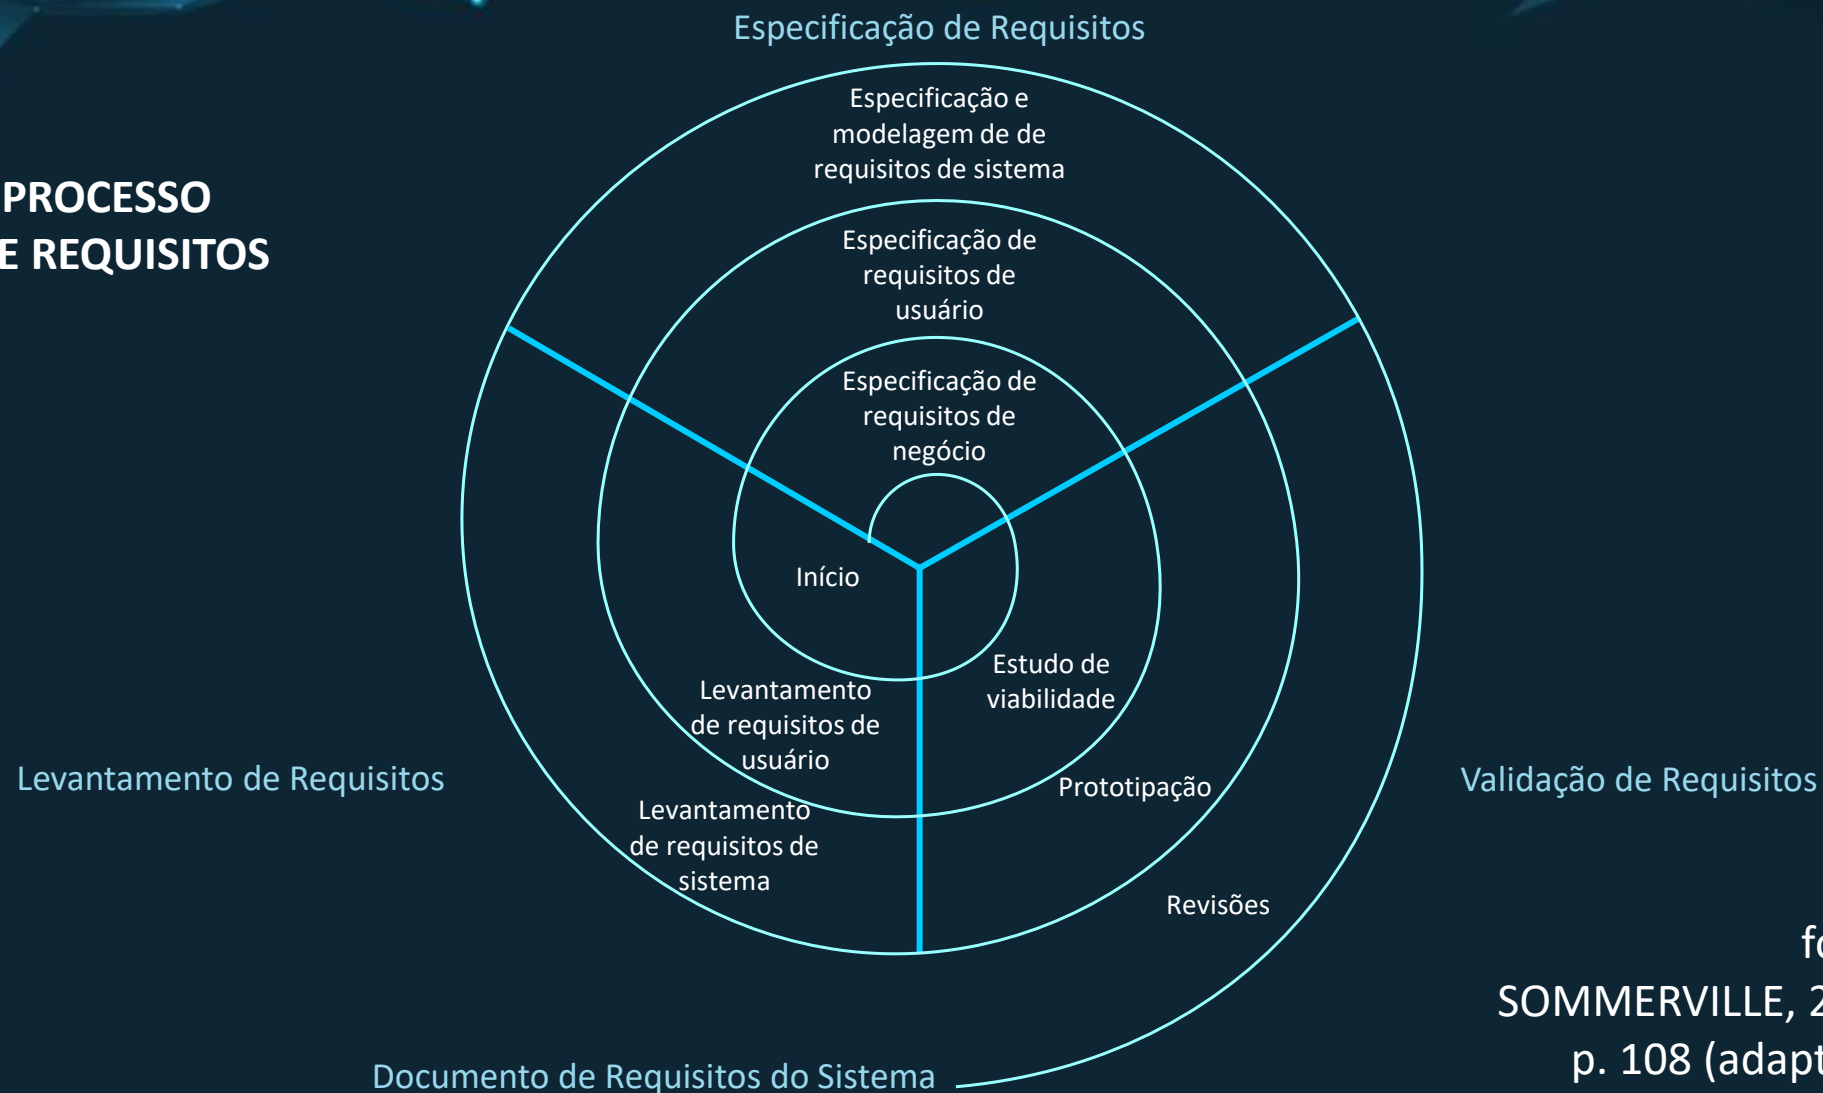 Especificação de Requisitos
PROCESSO
E REQUISITOS
Especificação e
modelagem de de
requisitos de sistema
Especificação de
requisitos de
usuário
Especificação de
requisitos de
negócio
Início
Estudo de
viabilidade
Levantamento
de requisitos de
usuário
Prototipação
Levantamento
de requisitos de
sistema
Revisões
Levantamento de Requisitos
Validação de Requisitos
SOMMERVILLE, 2
p. 108 (adapt
Documento de Requisitos do Sistema